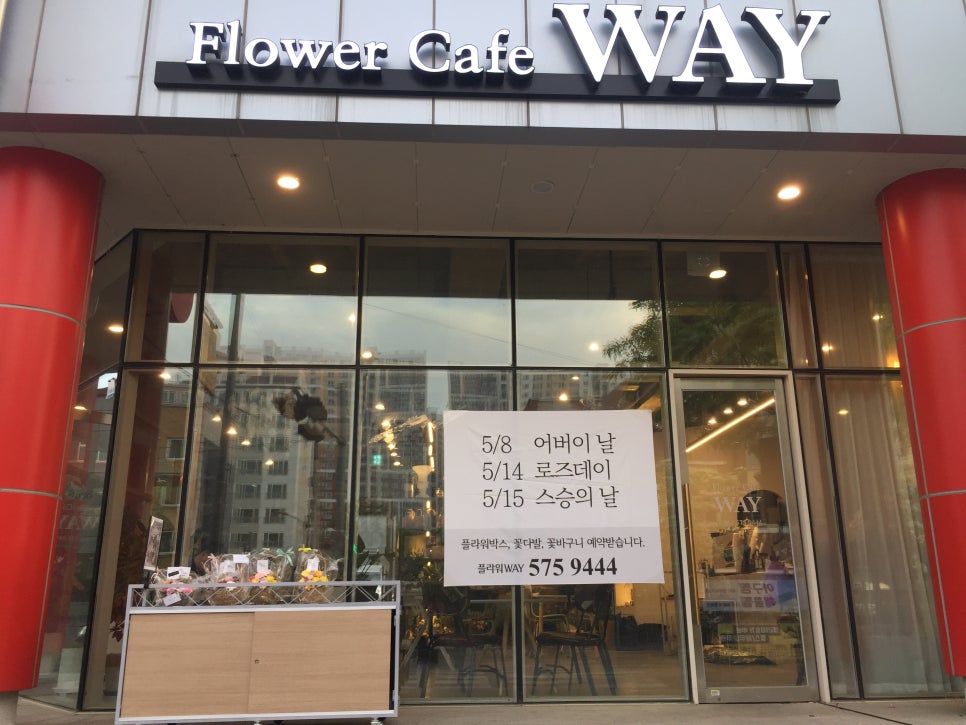 Flower Cafe WAY
5/8 어버이 날
5/14 로즈데이
5/15 스승의 날
플라워박스, 꽃다발, 꽃바구니 예약받습니다.
플라워WAY 575 9444
WAY